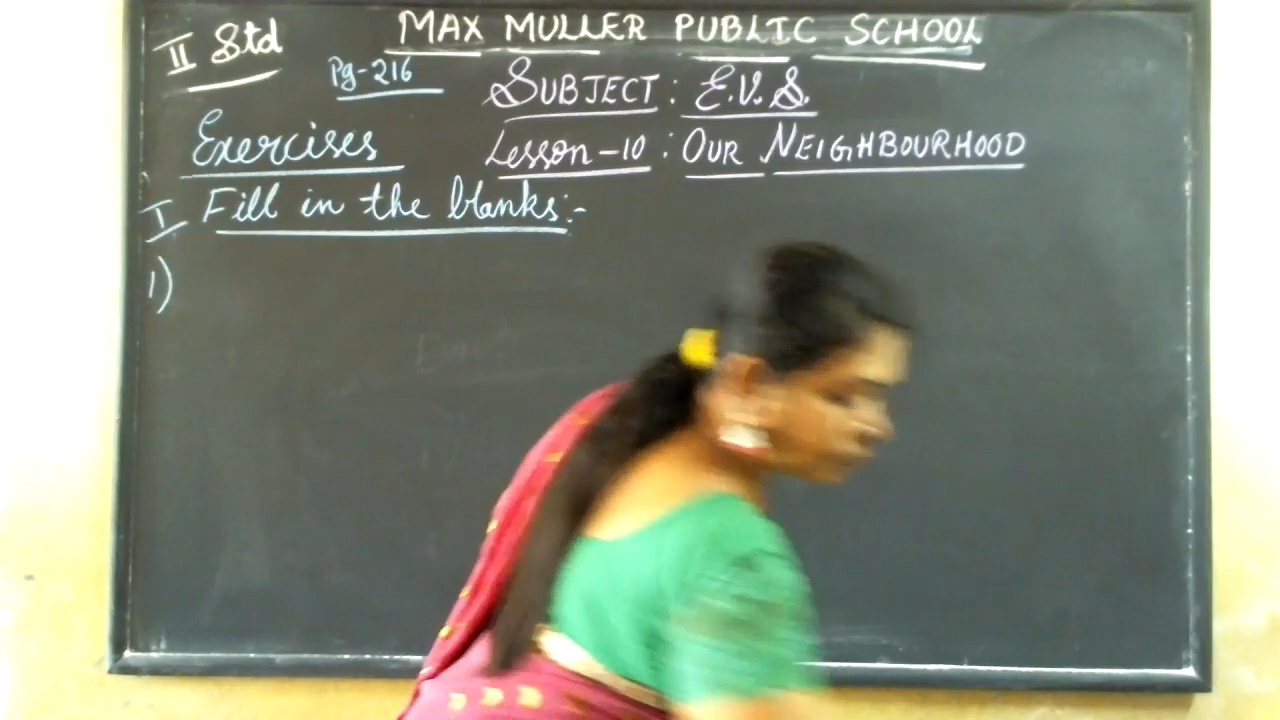 MAX MULLER PUBLIC SCHOOL
II Std
Pg-216
SUBJECT : E.V.S.
Exercises
Lesson-10 : OUR NEIGHBOURHOOD
I Fill in the blanks:-
1)